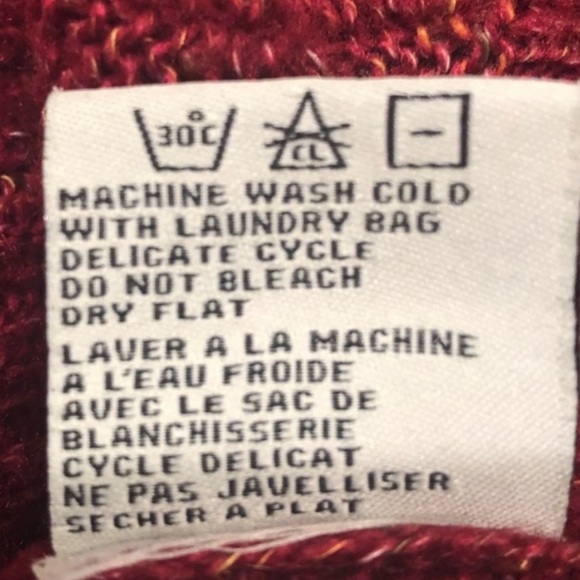 30°C CL
MACHINE WASH COLD
WITH LAUNDRY BAG
DELICATE CYCLE
DO NOT BLEACH
DRY FLAT
LAVER A LA MACHINE
A L'EAU FROIDE
AVEC LE SAC DE
BLANCHISSERIE
CYCLE DELICAT
NE PAS JAVELLISER
SECHER A PLAT